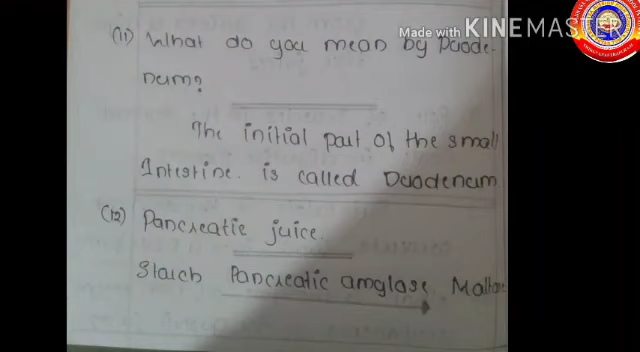 Made with KINEMASTER
(11) What do you mean by Duode-
num?
The initial part of the small
Intestine. is called Duodenum
(12) Pancreatic juice.
Starch Pancreatic amylase Maltose